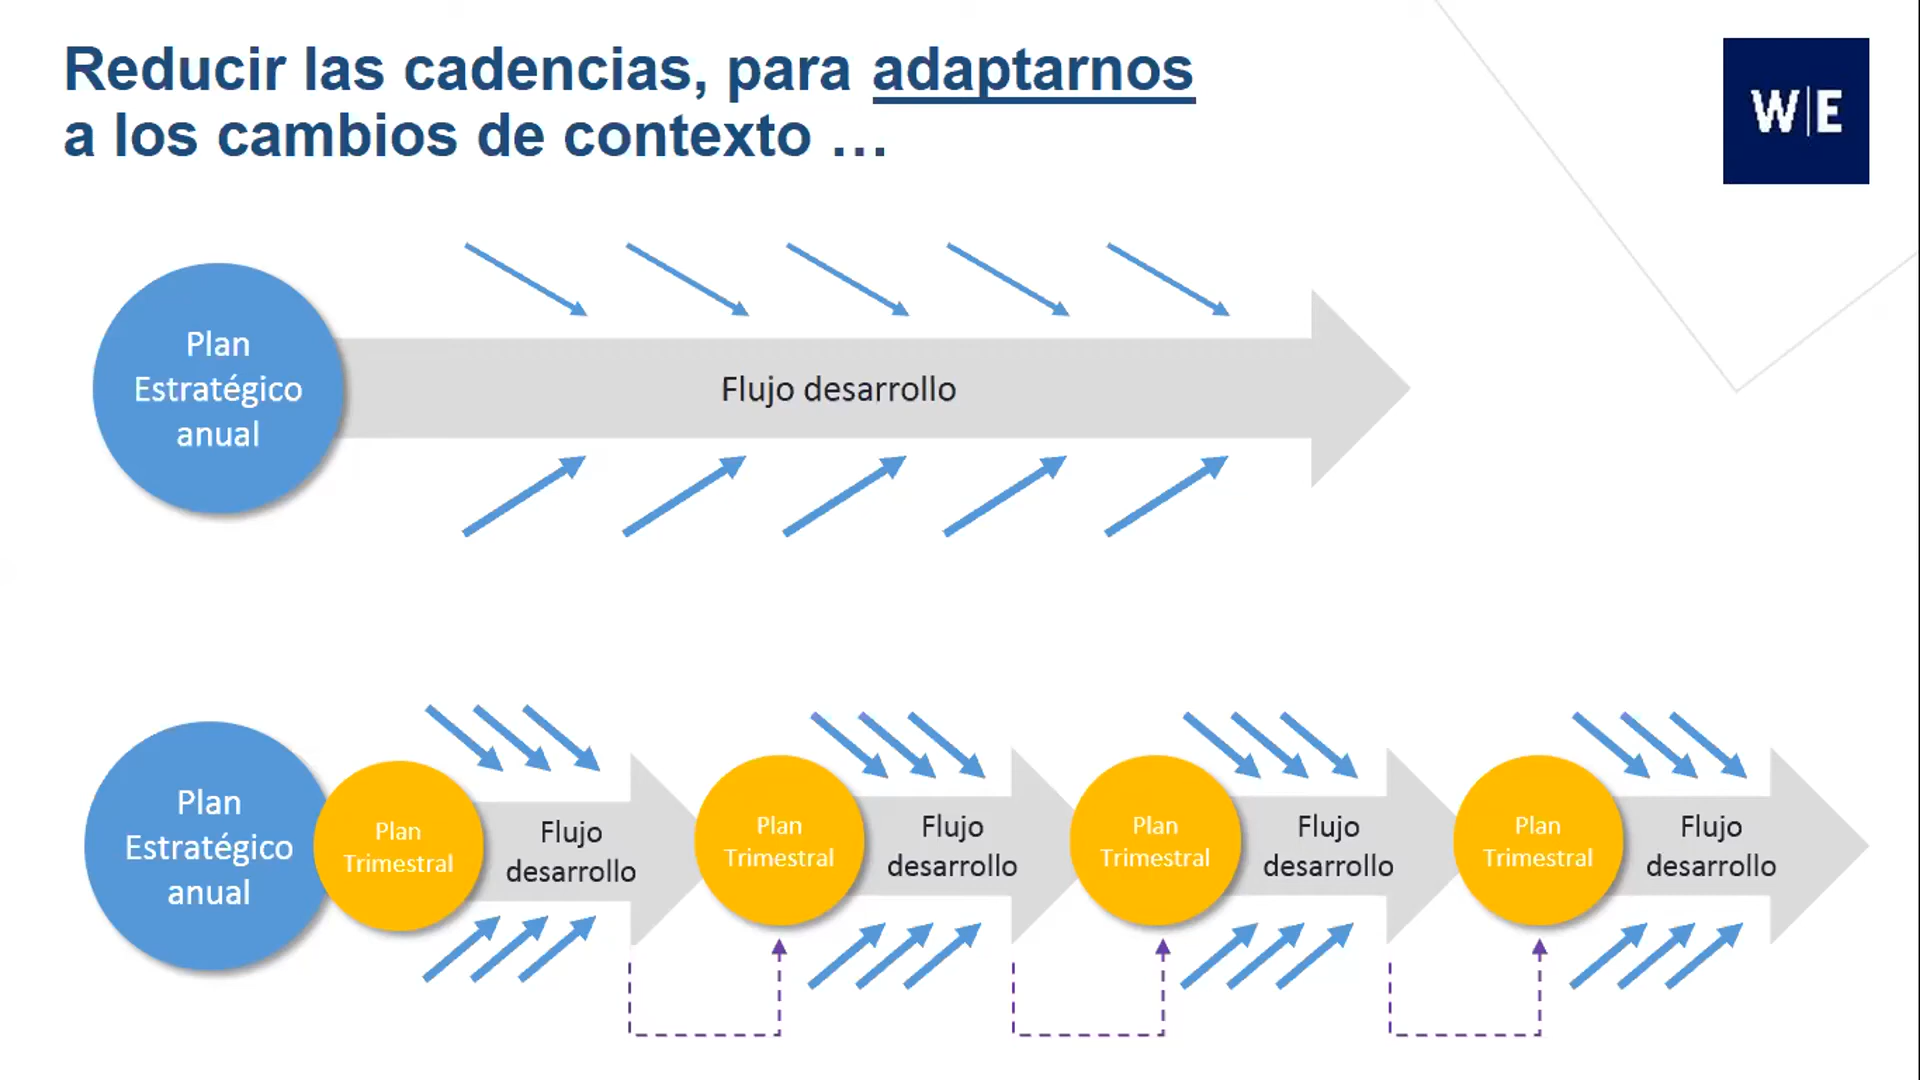 Reducir las cadencias, para adaptarnos
a los cambios de contexto ...
W|E
Plan
Estratégico
anual
Flujo desarrollo
Plan
Estratégico
anual
Plan
Trimestral
Flujo
desarrollo
Plan
Trimestral
Flujo
desarrollo
Plan
Trimestral
Flujo
desarrollo
Plan
Trimestral
Flujo
desarrollo